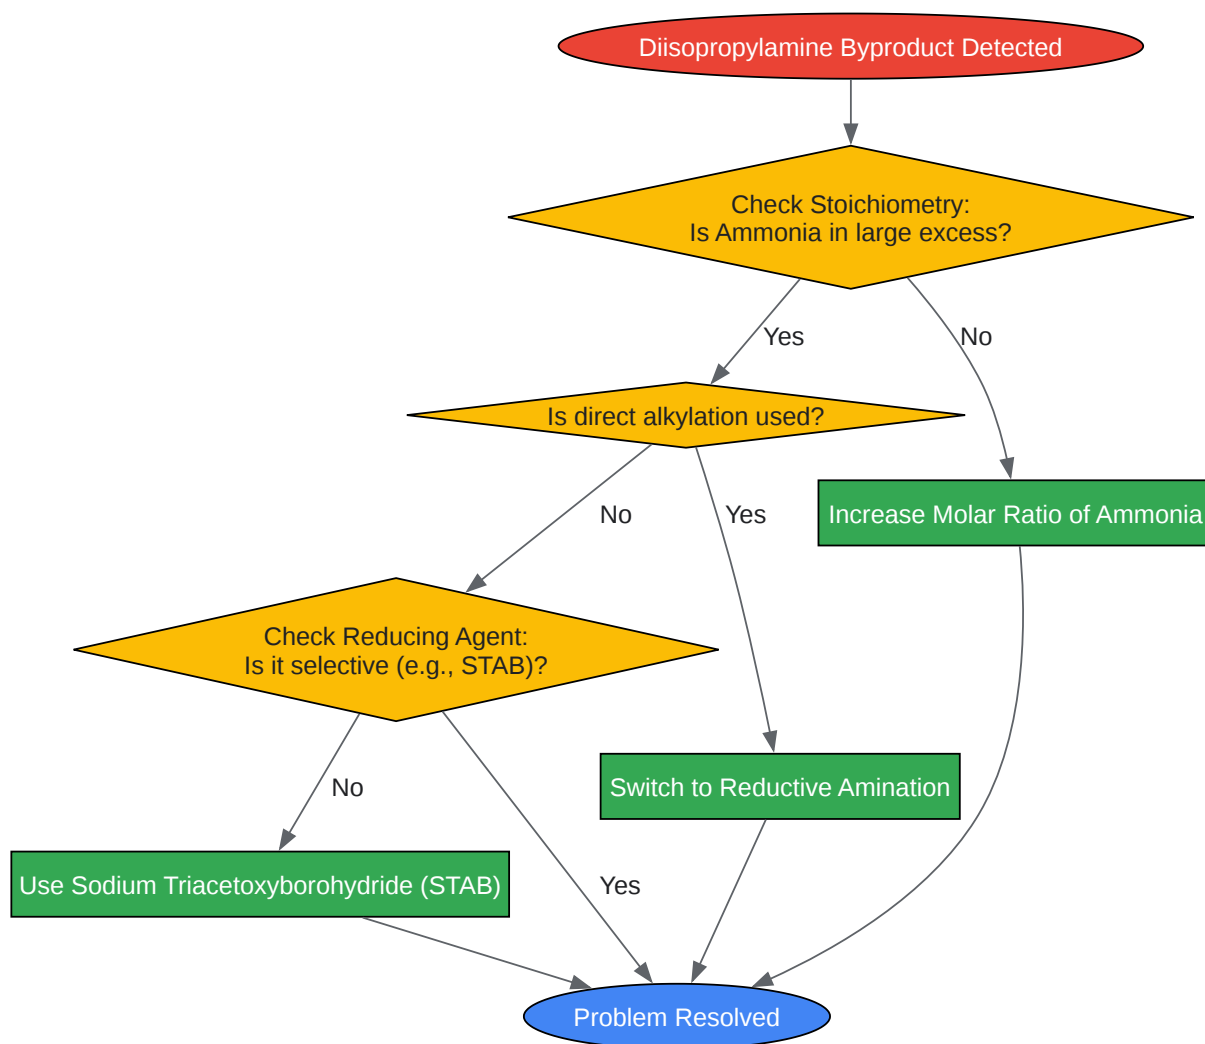 Diisopropylamine Byproduct Detected
Check Stoichiometry:
Is Ammonia in large excess?
Yes
No
Is direct alkylation used?
No
Yes
Increase Molar Ratio of Ammonia
Check Reducing Agent:
Is it selective (e.g., STAB)?
No
Yes
Switch to Reductive Amination
Use Sodium Triacetoxyborohydride (STAB)
Problem Resolved